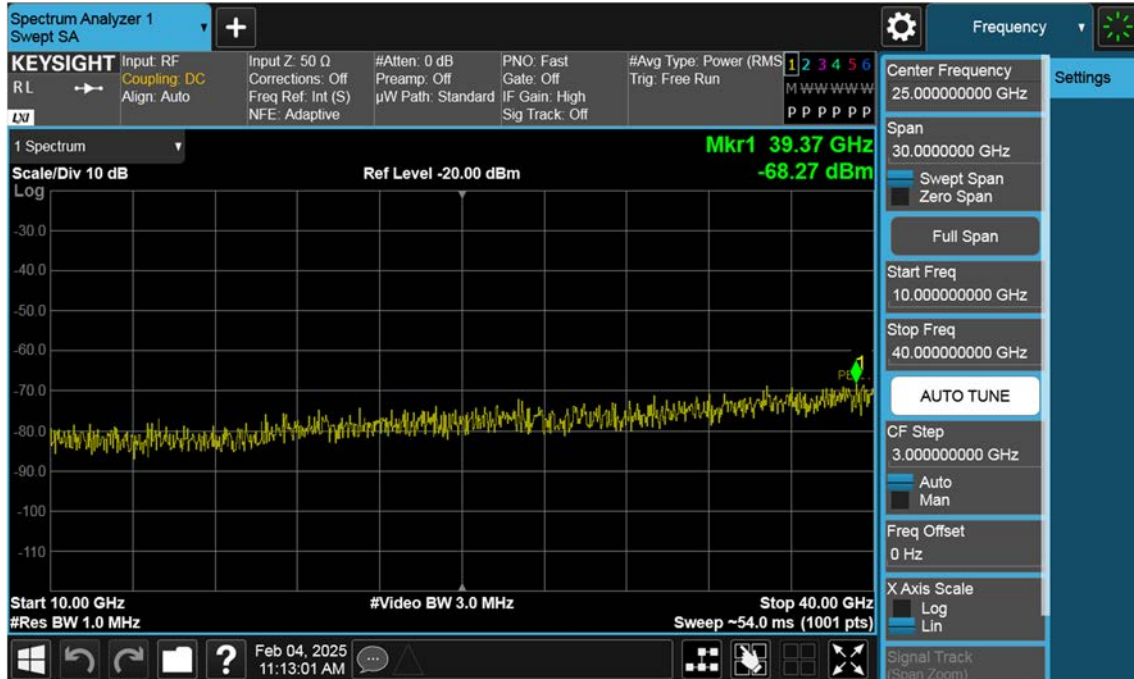 Spectrum Analyzer 1
Swept SA
Frequency
KEYSIGHT
RL
LXI
Input: RF
Coupling: DC
Align: Auto
Input Z: 50 Ω
Corrections: Off
Freq Ref: Int (S)
NFE: Adaptive
#Atten: 0 dB
Preamp: Off
µW Path: Standard
PNO: Fast
Gate: Off
IF Gain: High
Sig Track: Off
#Avg Type: Power (RMS
Trig: Free Run
1 2 3 4 5 6
M W W W W W
P P P P P P
1 Spectrum
Mkr1 39.37 GHz
-68.27 dBm
Scale/Div 10 dB
Ref Level -20.00 dBm
Log
-30.0
-40.0
-50.0
-60.0
-70.0
-80.0
-90.0
-100
-110
1
Start 10.00 GHz
#Video BW 3.0 MHz
Stop 40.00 GHz
#Res BW 1.0 MHz
Sweep ~54.0 ms (1001 pts)
?
Feb 04, 2025
11:13:01 AM
Center Frequency
25.000000000 GHz
Settings
Span
30.0000000 GHz
Swept Span
Zero Span
Full Span
Start Freq
10.000000000 GHz
Stop Freq
40.000000000 GHz
AUTO TUNE
CF Step
3.000000000 GHz
Auto
Man
Freq Offset
0 Hz
X Axis Scale
Log
Lin
Signal Track
(Span Zoom)